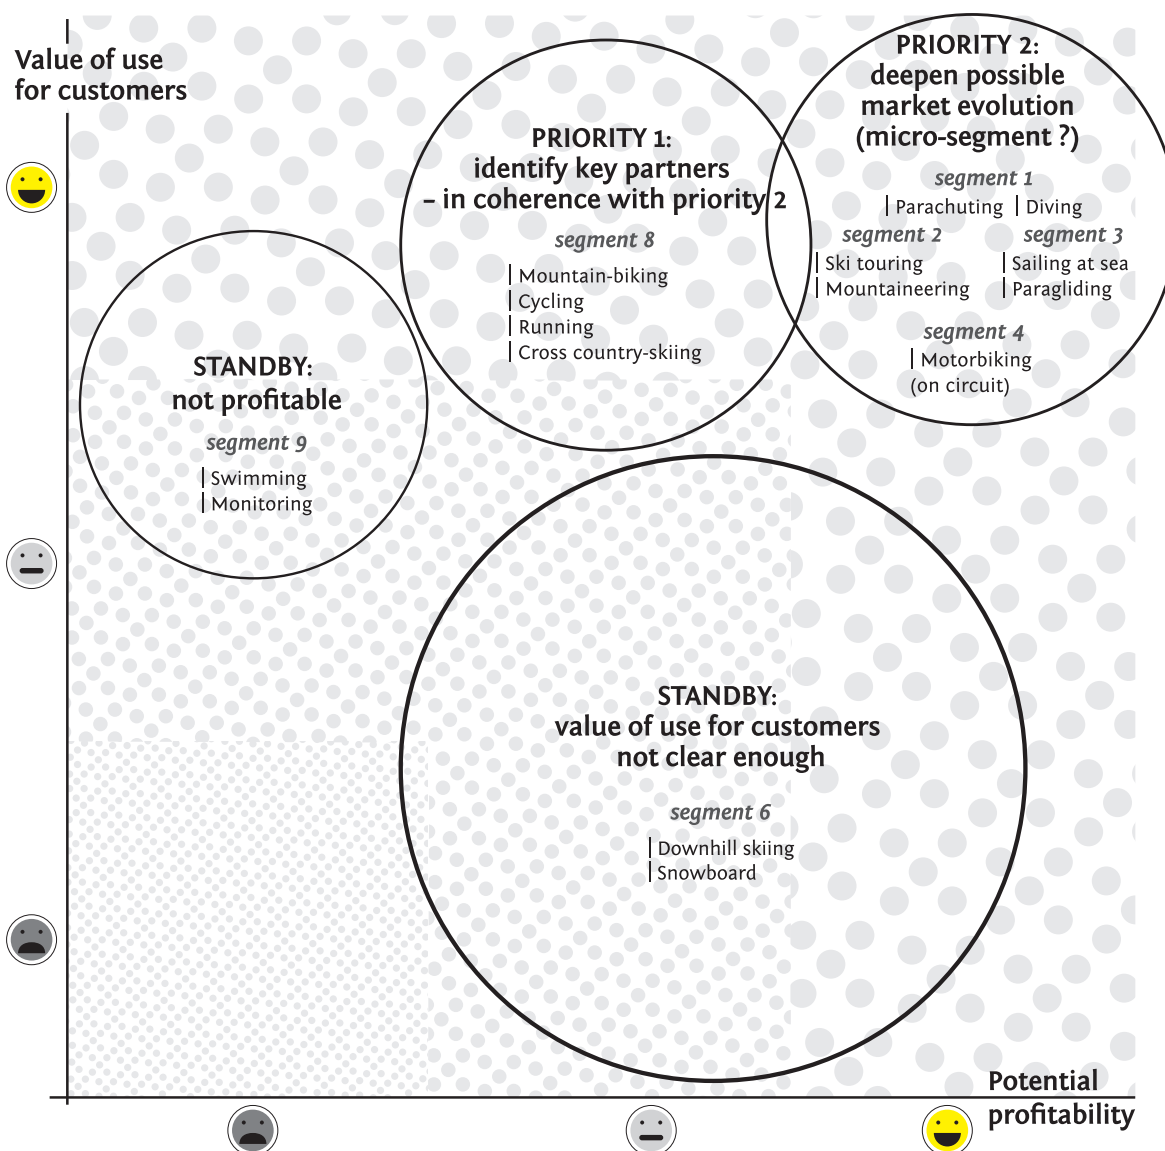 Value of use
for customers
PRIORITY 1:
identify key partners
– in coherence with priority 2
segment 8
Mountain-biking
Cycling
Running
Cross country-skiing
PRIORITY 2:
deepen possible
market evolution
(micro-segment ?)
segment 1
Parachuting
Diving
segment 2
Ski touring
Mountaineering
segment 3
Sailing at sea
Paragliding
segment 4
Motorbiking
(on circuit)
STANDBY:
not profitable
segment 9
Swimming
Monitoring
STANDBY:
value of use for customers
not clear enough
segment 6
Downhill skiing
Snowboard
Potential
profitability